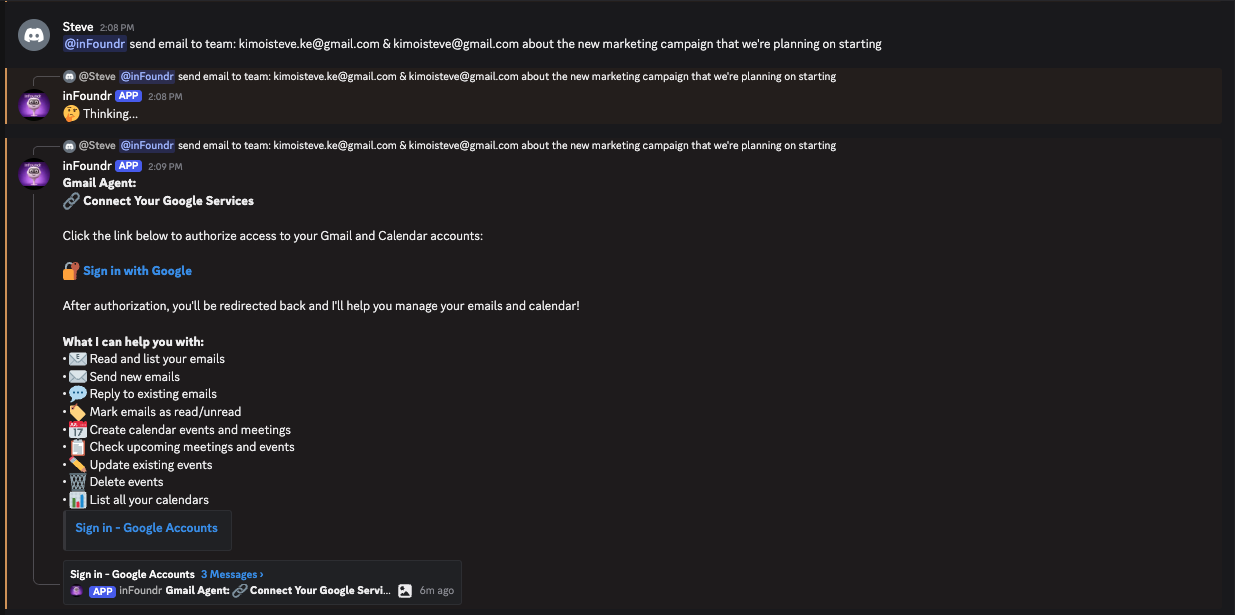 Steve 2:08 PM
@inFoundr send email to team: kimoisteve.ke@gmail.com & kimoisteve@gmail.com about the new marketing campaign that we're planning on starting
@Steve @inFoundr send email to team: kimoisteve.ke@gmail.com & kimoisteve@gmail.com about the new marketing campaign that we're planning on starting
inFoundr APP 2:08 PM
🤔 Thinking...
@Steve @inFoundr send email to team: kimoisteve.ke@gmail.com & kimoisteve@gmail.com about the new marketing campaign that we're planning on starting
inFoundr APP 2:09 PM
Gmail Agent:
🔗 Connect Your Google Services
Click the link below to authorize access to your Gmail and Calendar accounts:
🔐 Sign in with Google
After authorization, you'll be redirected back and I'll help you manage your emails and calendar!
What I can help you with:
• 📧 Read and list your emails
• ✉️ Send new emails
• 💬 Reply to existing emails
• 🏷️ Mark emails as read/unread
• 📅 Create calendar events and meetings
• 📋 Check upcoming meetings and events
• ✏️ Update existing events
• 🗑️ Delete events
• 📊 List all your calendars
Sign in - Google Accounts
Sign in - Google Accounts 3 Messages ›
APP inFoundr Gmail Agent: 🔗 Connect Your Google Servi... 6m ago